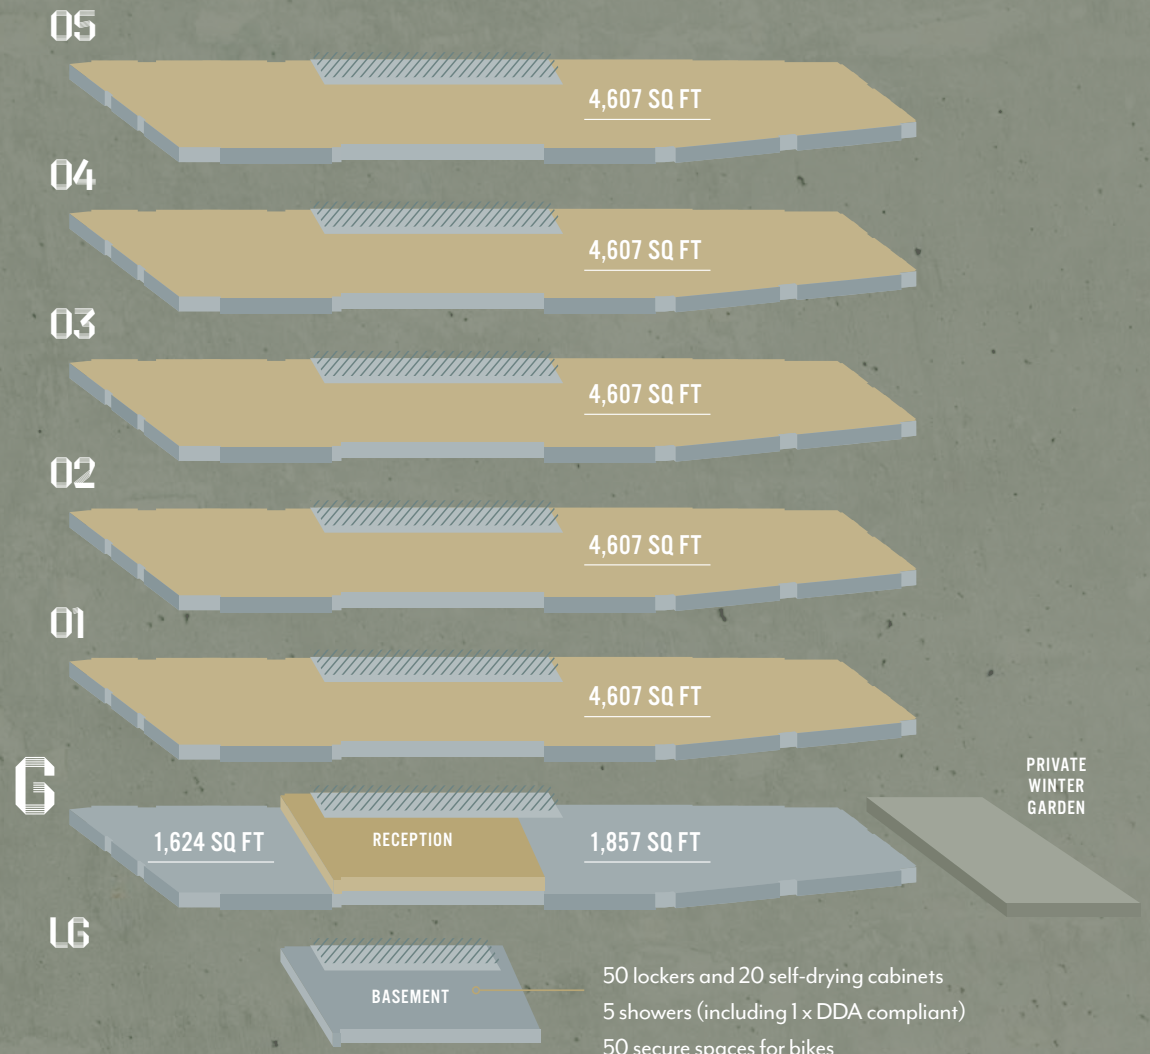 05
4,607 SQ FT
04
4,607 SQ FT
03
4,607 SQ FT
02
4,607 SQ FT
01
4,607 SQ FT
G
PRIVATE
WINTER
GARDEN
1,624 SQ FT
RECEPTION
1,857 SQ FT
LG
BASEMENT
50 lockers and 20 self-drying cabinets
5 showers (including 1 x DDA compliant)
50 secure spaces for bikes